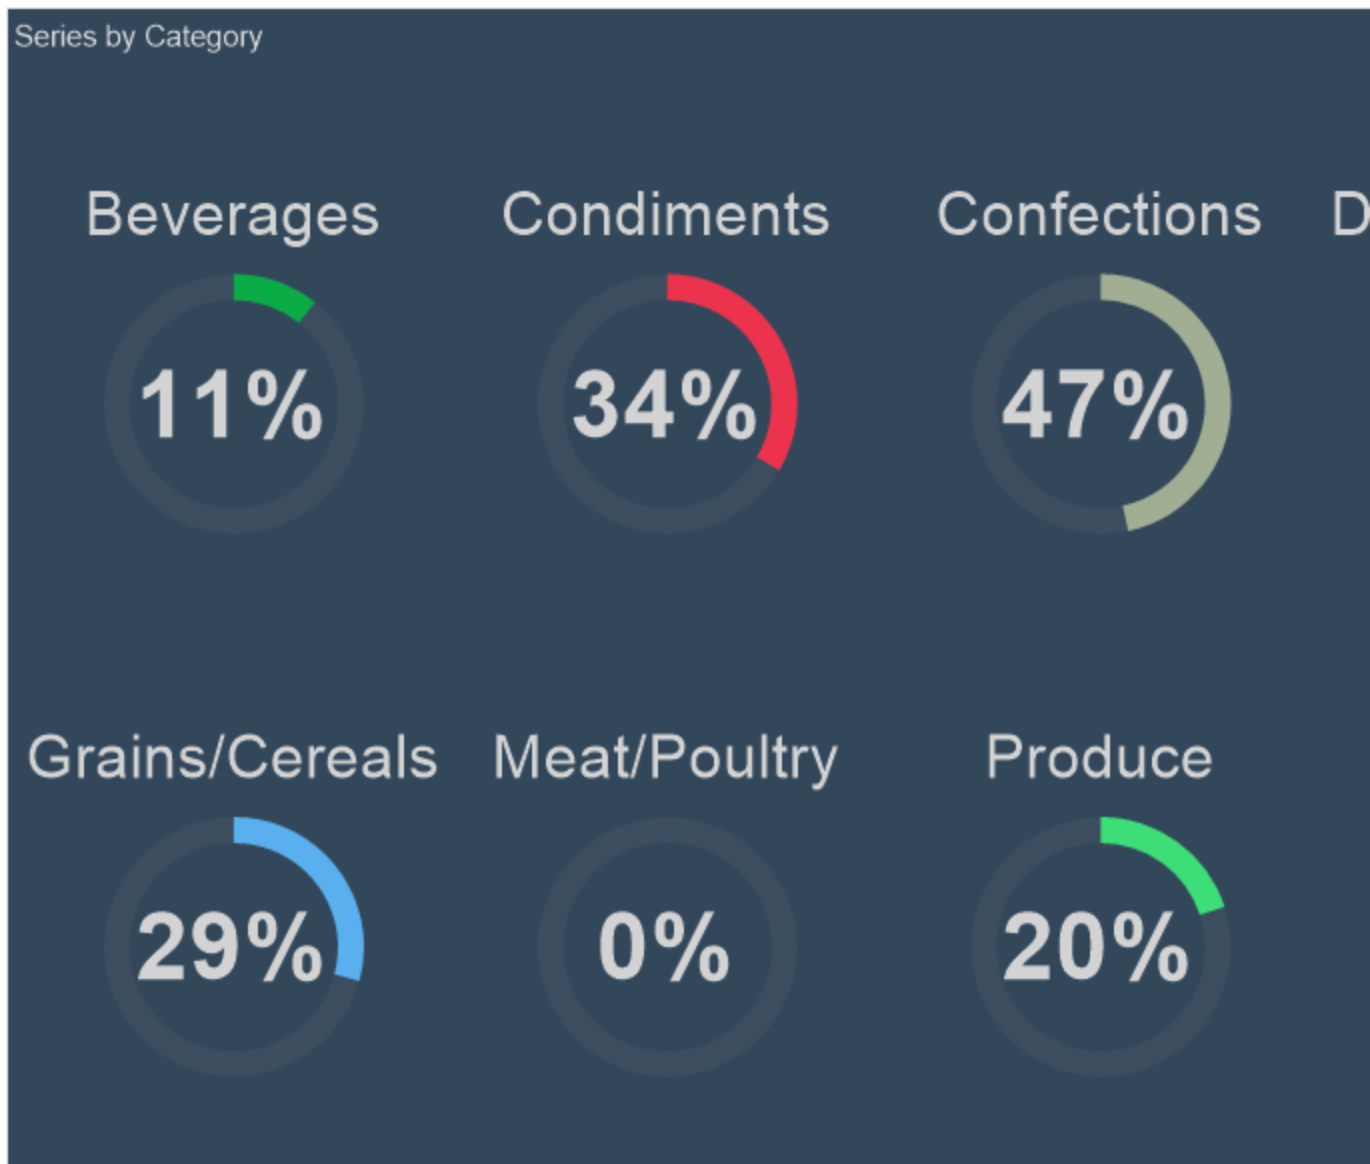 Series by Category
Beverages Condiments Confections
11% 34% 47%
Grains/Cereals Meat/Poultry Produce
29% 0% 20%